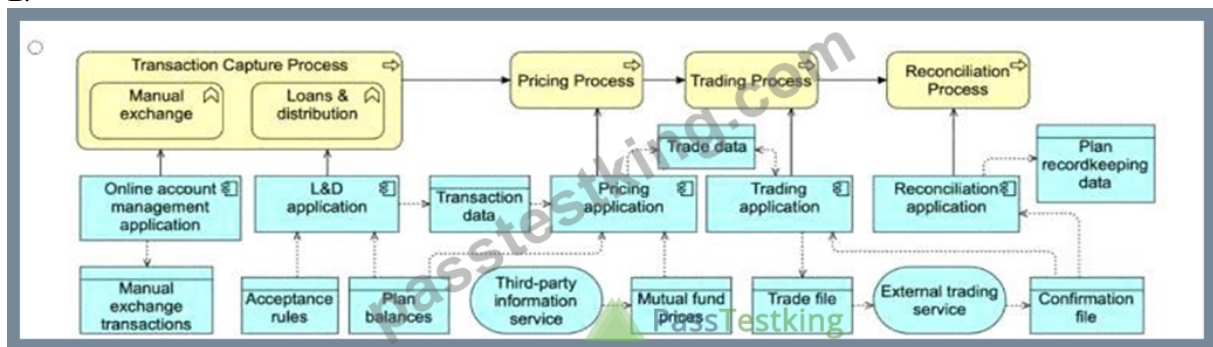 Transaction Capture Process
Manual
exchange
Loans &
distribution
Pricing Process
Trading Process
Reconciliation
Process
Trade data
Plan
recordkeeping
data
Online account
management
application
L&D
application
Transaction
data
Pricing
application
Trading
application
Reconciliation
application
Manual
exchange
transactions
Acceptance
rules
Plan
balances
Third-party
information
service
Mutual fund
prices
Trade file
External trading
service
Confirmation
file
passtestking.com
PassTestking